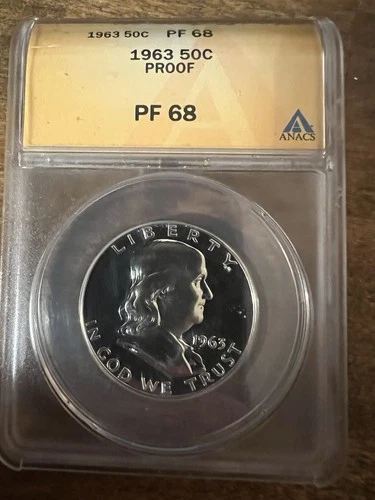 1963 50C PF 68
1963 50C
PROOF
PF 68
ANACS
LIBERTY
1963
IN GOD WE TRUST